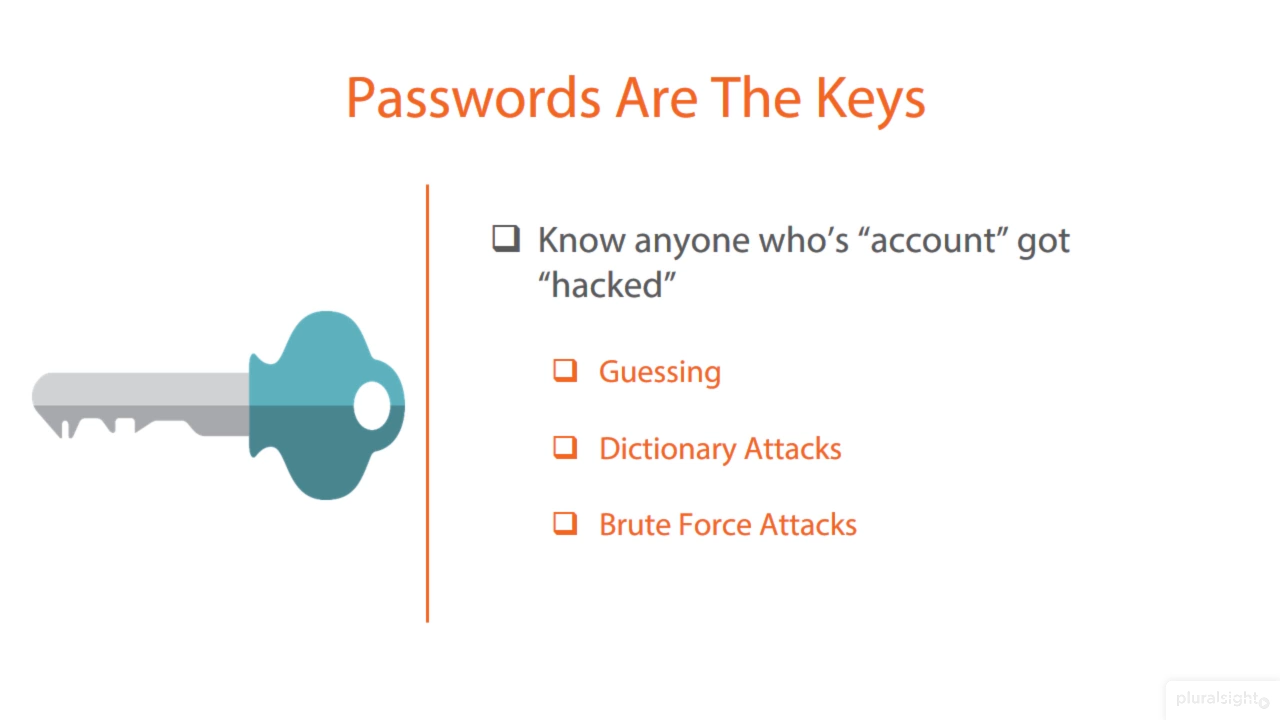 Passwords Are The Keys
❑ Know anyone who’s “account” got
“hacked”
❑ Guessing
❑ Dictionary Attacks
❑ Brute Force Attacks
pluralsight